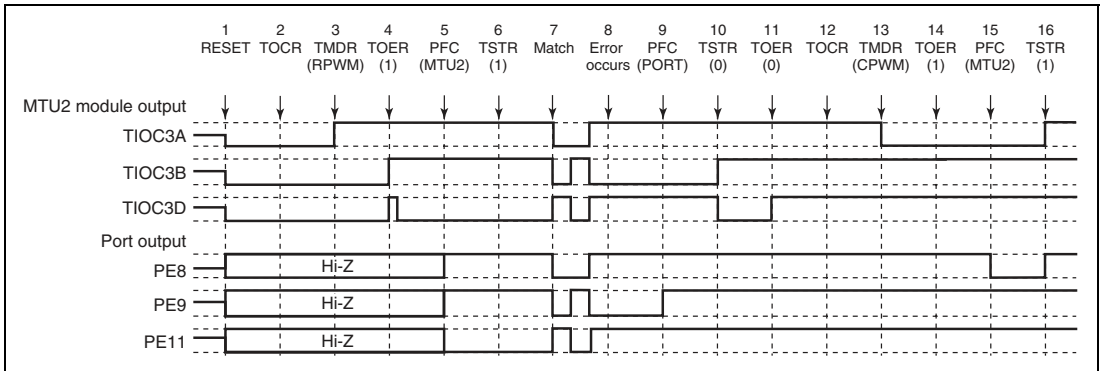 1 2 3 4 5 6 7 8 9 10 11 12 13 14 15 16
RESET TOCR TMDR TOER PFC TSTR Match Error PFC TSTR TOER TOCR TMDR TOER PFC TSTR
(RPWM) (1) (MTU2) (1) occurs (PORT) (0) (0) (CPWM) (1) (MTU2) (1)
MTU2 module output
TIOC3A
TIOC3B
TIOC3D
Port output
PE8 Hi-Z
PE9 Hi-Z
PE11 Hi-Z